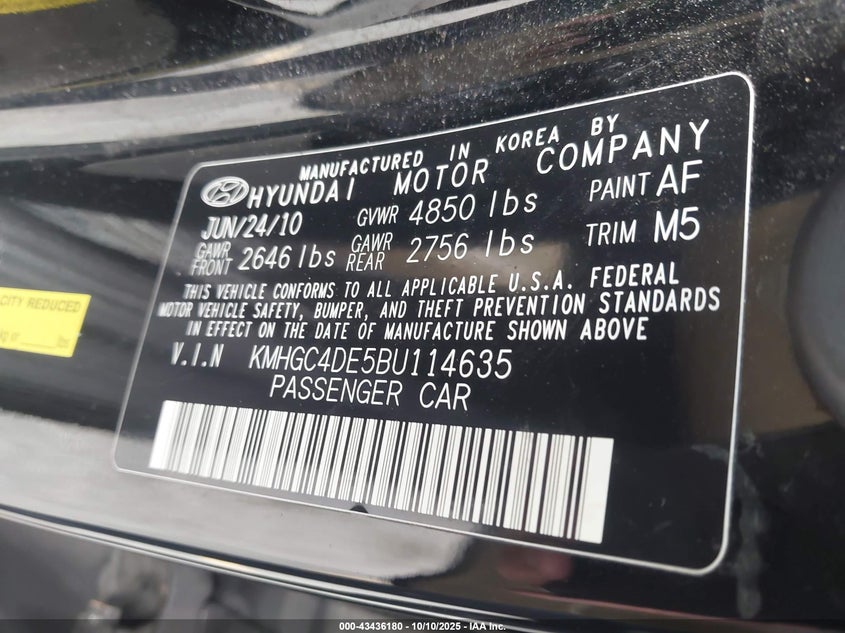 MANUFACTURED IN KOREA BY
HYUNDAI MOTOR COMPANY
JUN/24/10 GVWR 4850 lbs PAINT AF
GAWR FRONT 2646 lbs GAWR REAR 2756 lbs TRIM M5
THIS VEHICLE CONFORMS TO ALL APPLICABLE U.S.A. FEDERAL
MOTOR VEHICLE SAFETY, BUMPER, AND THEFT PREVENTION STANDARDS
IN EFFECT ON THE DATE OF MANUFACTURE SHOWN ABOVE
V.I.N KMHGC4DE5BU114635
PASSENGER CAR
CITY REDUCED
kg or lbs
000-43436180 - 10/10/2025 - IAA Inc.